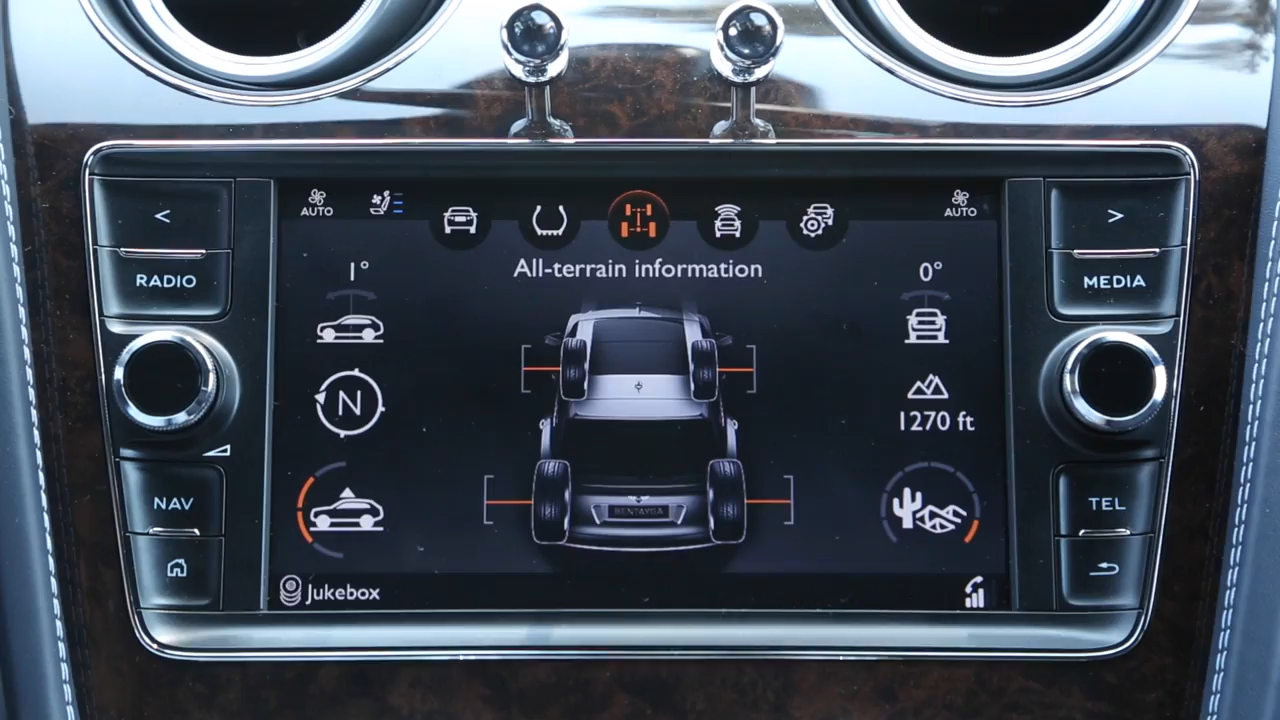 <
AUTO
AUTO
>
RADIO
All-terrain information
MEDIA
1°
0°
N
1270 ft
NAV
BENTAYGA
TEL
Jukebox